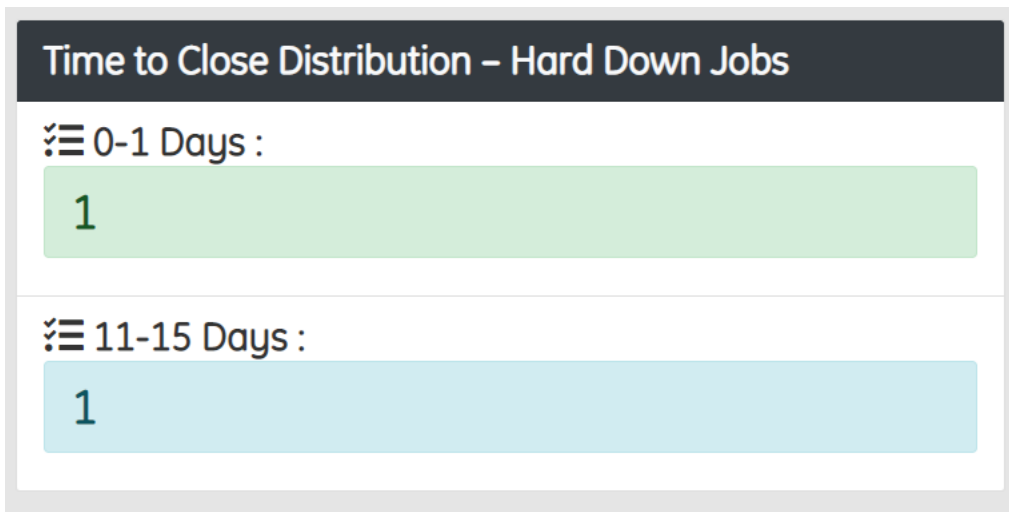 Time to Close Distribution – Hard Down Jobs
0-1 Days :
1
11-15 Days :
1